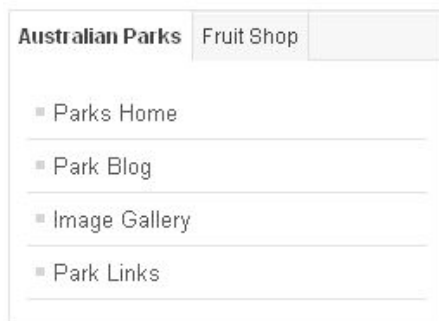 Australian Parks Fruit Shop
Parks Home
Park Blog
Image Gallery
Park Links